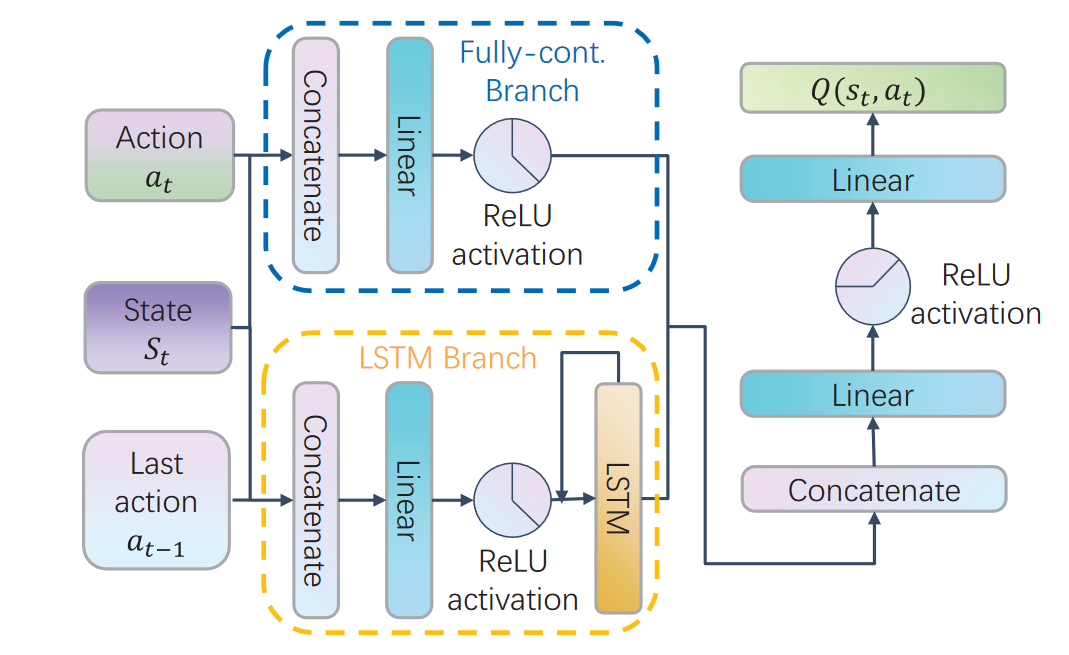 Action
a_t
State
S_t
Last
action
a_{t-1}
Fully-cont.
Branch
Concatenate
Linear
ReLU
activation
LSTM Branch
Concatenate
Linear
ReLU
activation
LSTM
Q(s_t, a_t)
Linear
ReLU
activation
Linear
Concatenate